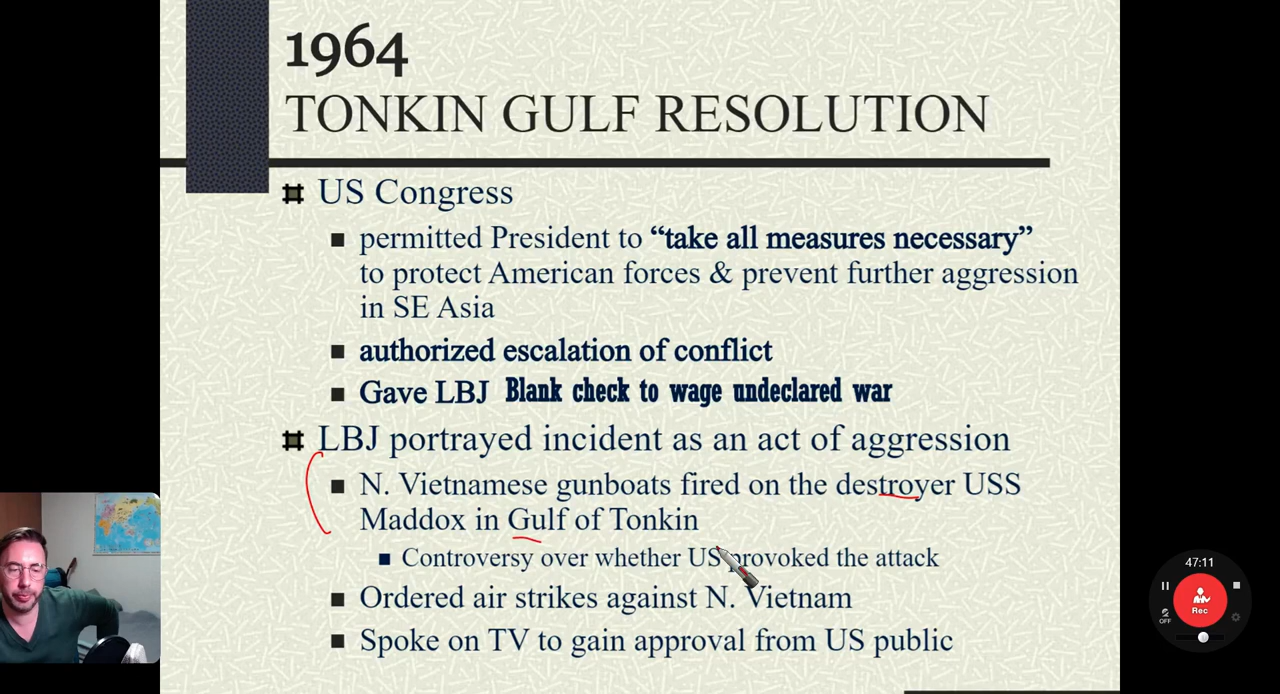 1964
TONKIN GULF RESOLUTION
US Congress
permitted President to “take all measures necessary”
to protect American forces & prevent further aggression
in SE Asia
authorized escalation of conflict
Gave LBJ Blank check to wage undeclared war
LBJ portrayed incident as an act of aggression
N. Vietnamese gunboats fired on the destroyer USS
Maddox in Gulf of Tonkin
Controversy over whether US provoked the attack
Ordered air strikes against N. Vietnam
Spoke on TV to gain approval from US public
47:11
Rec
OFF